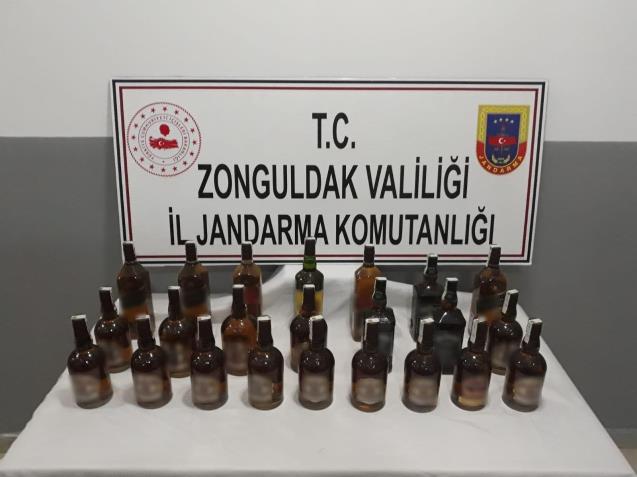 T.C.
ZONGULDAK VALİLİĞİ
İL JANDARMA KOMUTANLIĞI
JANDARMA